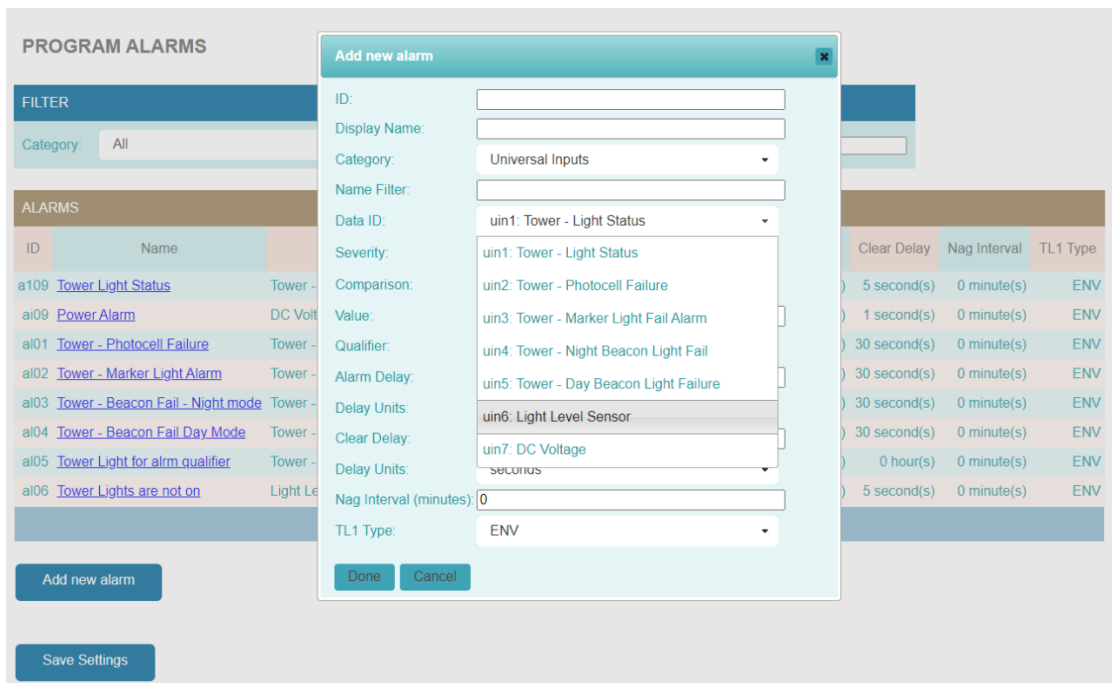 PROGRAM ALARMS
FILTER
Category: All
ALARMS
ID Name Clear Delay Nag Interval TL1 Type
a109 Tower Light Status Tower - ) 5 second(s) 0 minute(s) ENV
ai09 Power Alarm DC Volt ) 1 second(s) 0 minute(s) ENV
al01 Tower - Photocell Failure Tower - ) 30 second(s) 0 minute(s) ENV
al02 Tower - Marker Light Alarm Tower - ) 30 second(s) 0 minute(s) ENV
al03 Tower - Beacon Fail - Night mode Tower - ) 30 second(s) 0 minute(s) ENV
al04 Tower - Beacon Fail Day Mode Tower - ) 30 second(s) 0 minute(s) ENV
al05 Tower Light for alrm qualifier Tower - ) 0 hour(s) 0 minute(s) ENV
al06 Tower Lights are not on Light Le ) 5 second(s) 0 minute(s) ENV
Add new alarm
Save Settings
Add new alarm
ID:
Display Name:
Category: Universal Inputs
Name Filter:
Data ID: uin1: Tower - Light Status
Severity: uin1: Tower - Light Status
Comparison: uin2: Tower - Photocell Failure
Value: uin3: Tower - Marker Light Fail Alarm
Qualifier: uin4: Tower - Night Beacon Light Fail
Alarm Delay: uin5: Tower - Day Beacon Light Failure
Delay Units: uin6: Light Level Sensor
Clear Delay: uin7: DC Voltage
Delay Units: seconds
Nag Interval (minutes): 0
TL1 Type: ENV
Done Cancel